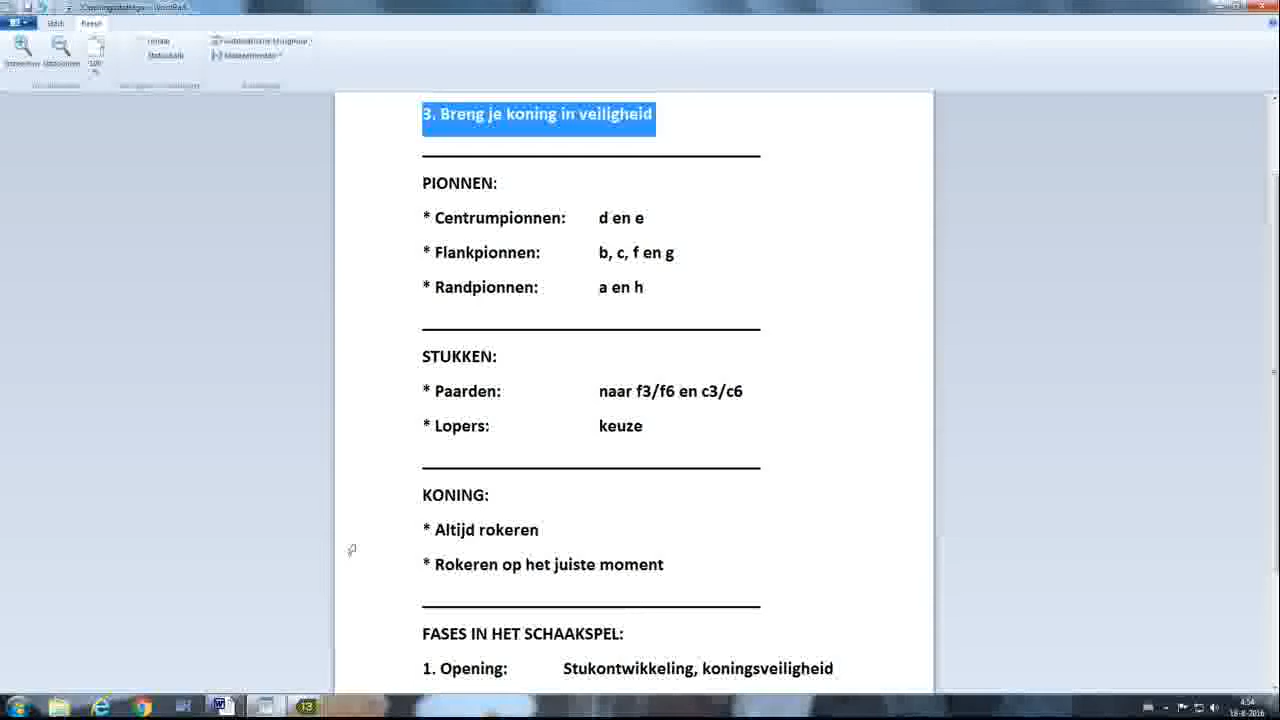 3. Breng je koning in veiligheid
PIONNEN:
* Centrumpionnen: d en e
* Flankpionnen: b, c, f en g
* Randpionnen: a en h
STUKKEN:
* Paarden: naar f3/f6 en c3/c6
* Lopers: keuze
KONING:
* Altijd rokeren
* Rokeren op het juiste moment
FASES IN HET SCHAAKSPEL:
1. Opening: Stukontwikkeling, koningsveiligheid